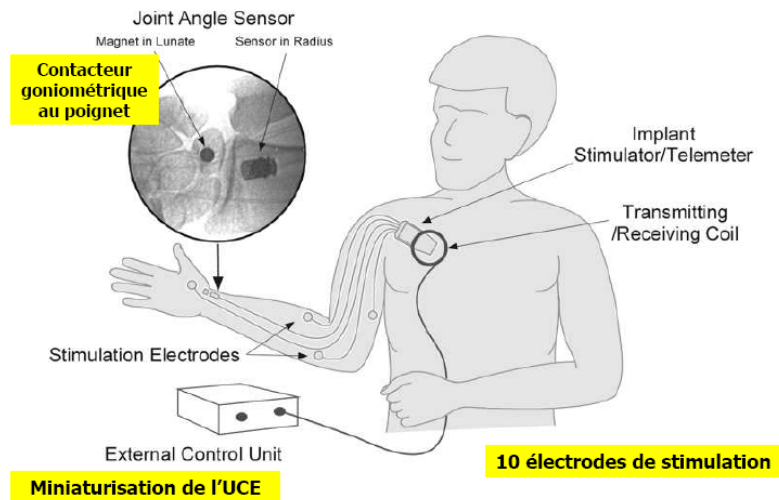 Joint Angle Sensor
Magnet in Lunate
Sensor in Radius
Contacteur
goniométrique
au poignet
Implant
Stimulator/Telemeter
Transmitting
/Receiving Coil
Stimulation Electrodes
External Control Unit
10 électrodes de stimulation
Miniaturisation de l'UCE